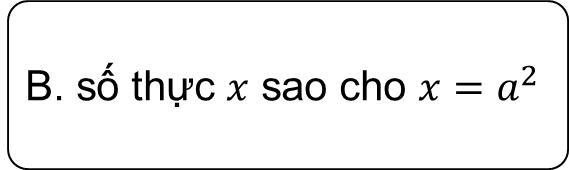 B. số thực 𝑥 sao cho 𝑥 = 𝑎²